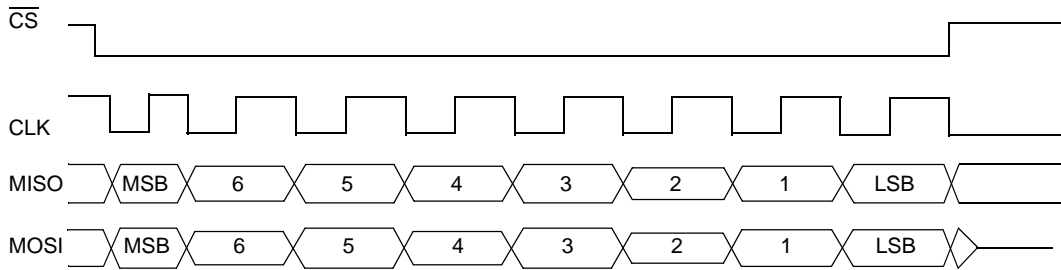 CS
CLK
MISO MSB 6 5 4 3 2 1 LSB
MOSI MSB 6 5 4 3 2 1 LSB